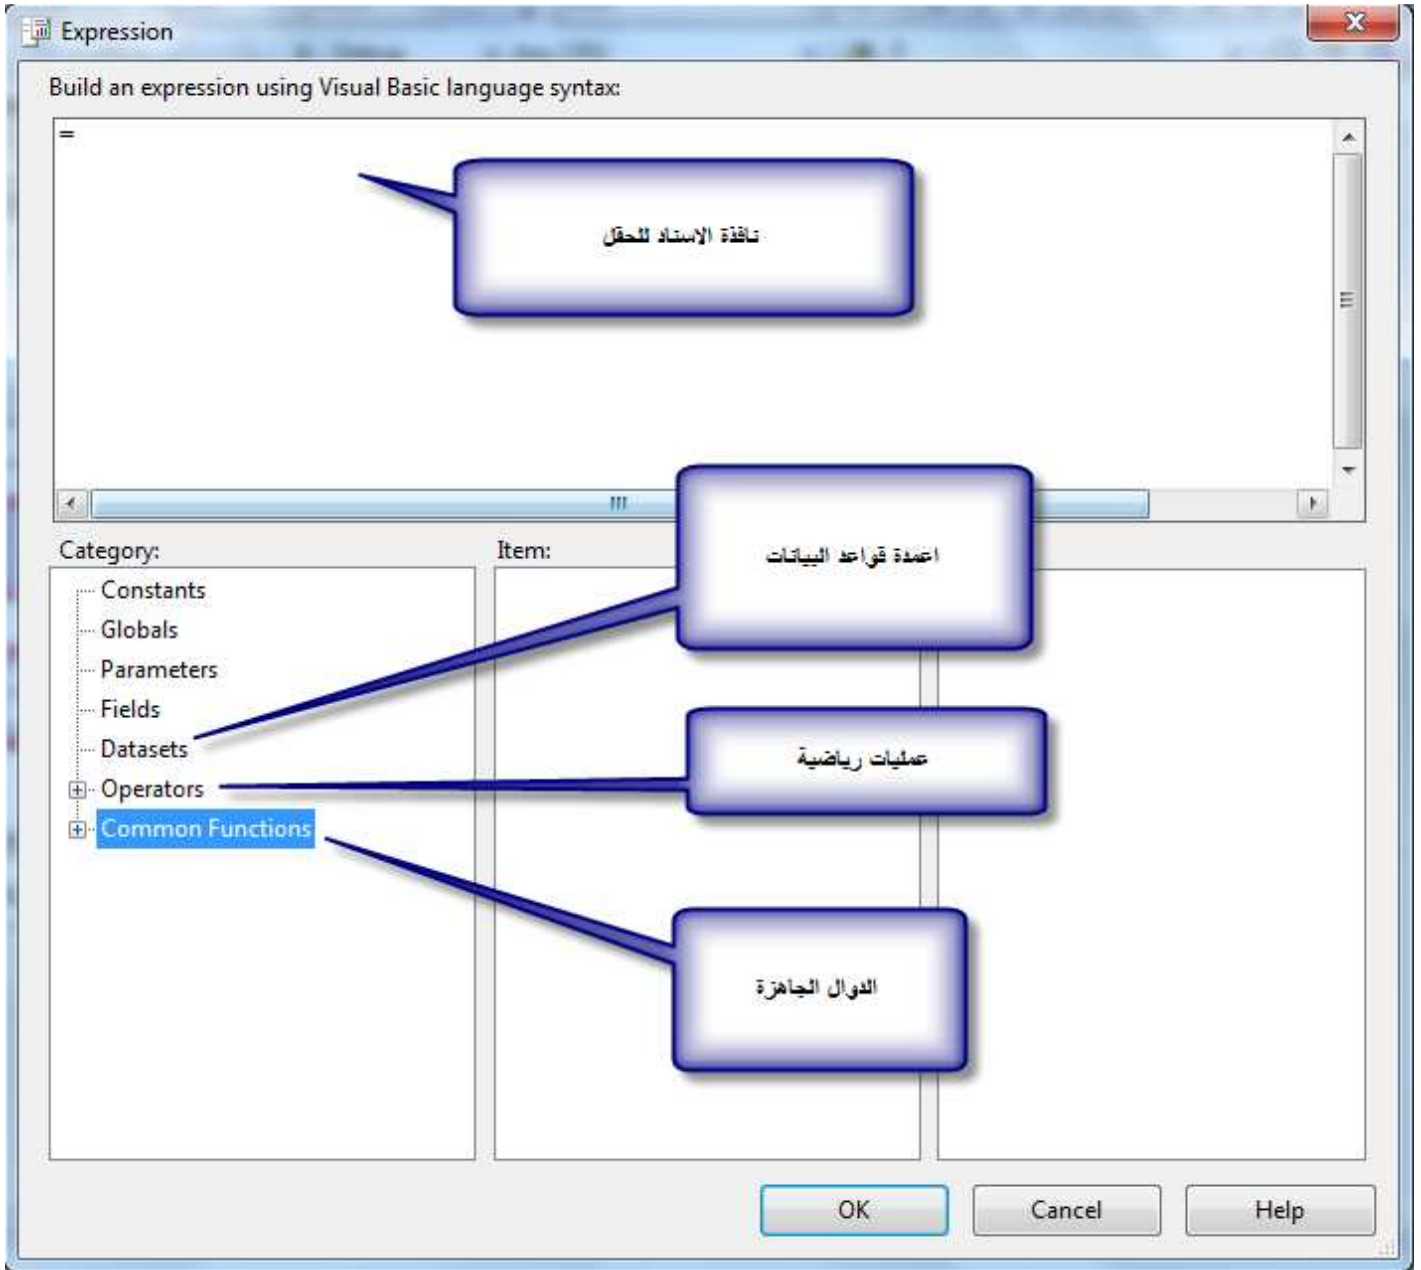 Expression
Build an expression using Visual Basic language syntax:
=
نافذة الاسناد للحقل
Category:
Item:
اعمدة قواعد البيانات
Constants
Globals
Parameters
Fields
Datasets
عمليات رياضية
Operators
Common Functions
الدوال الجاهزة
OK
Cancel
Help